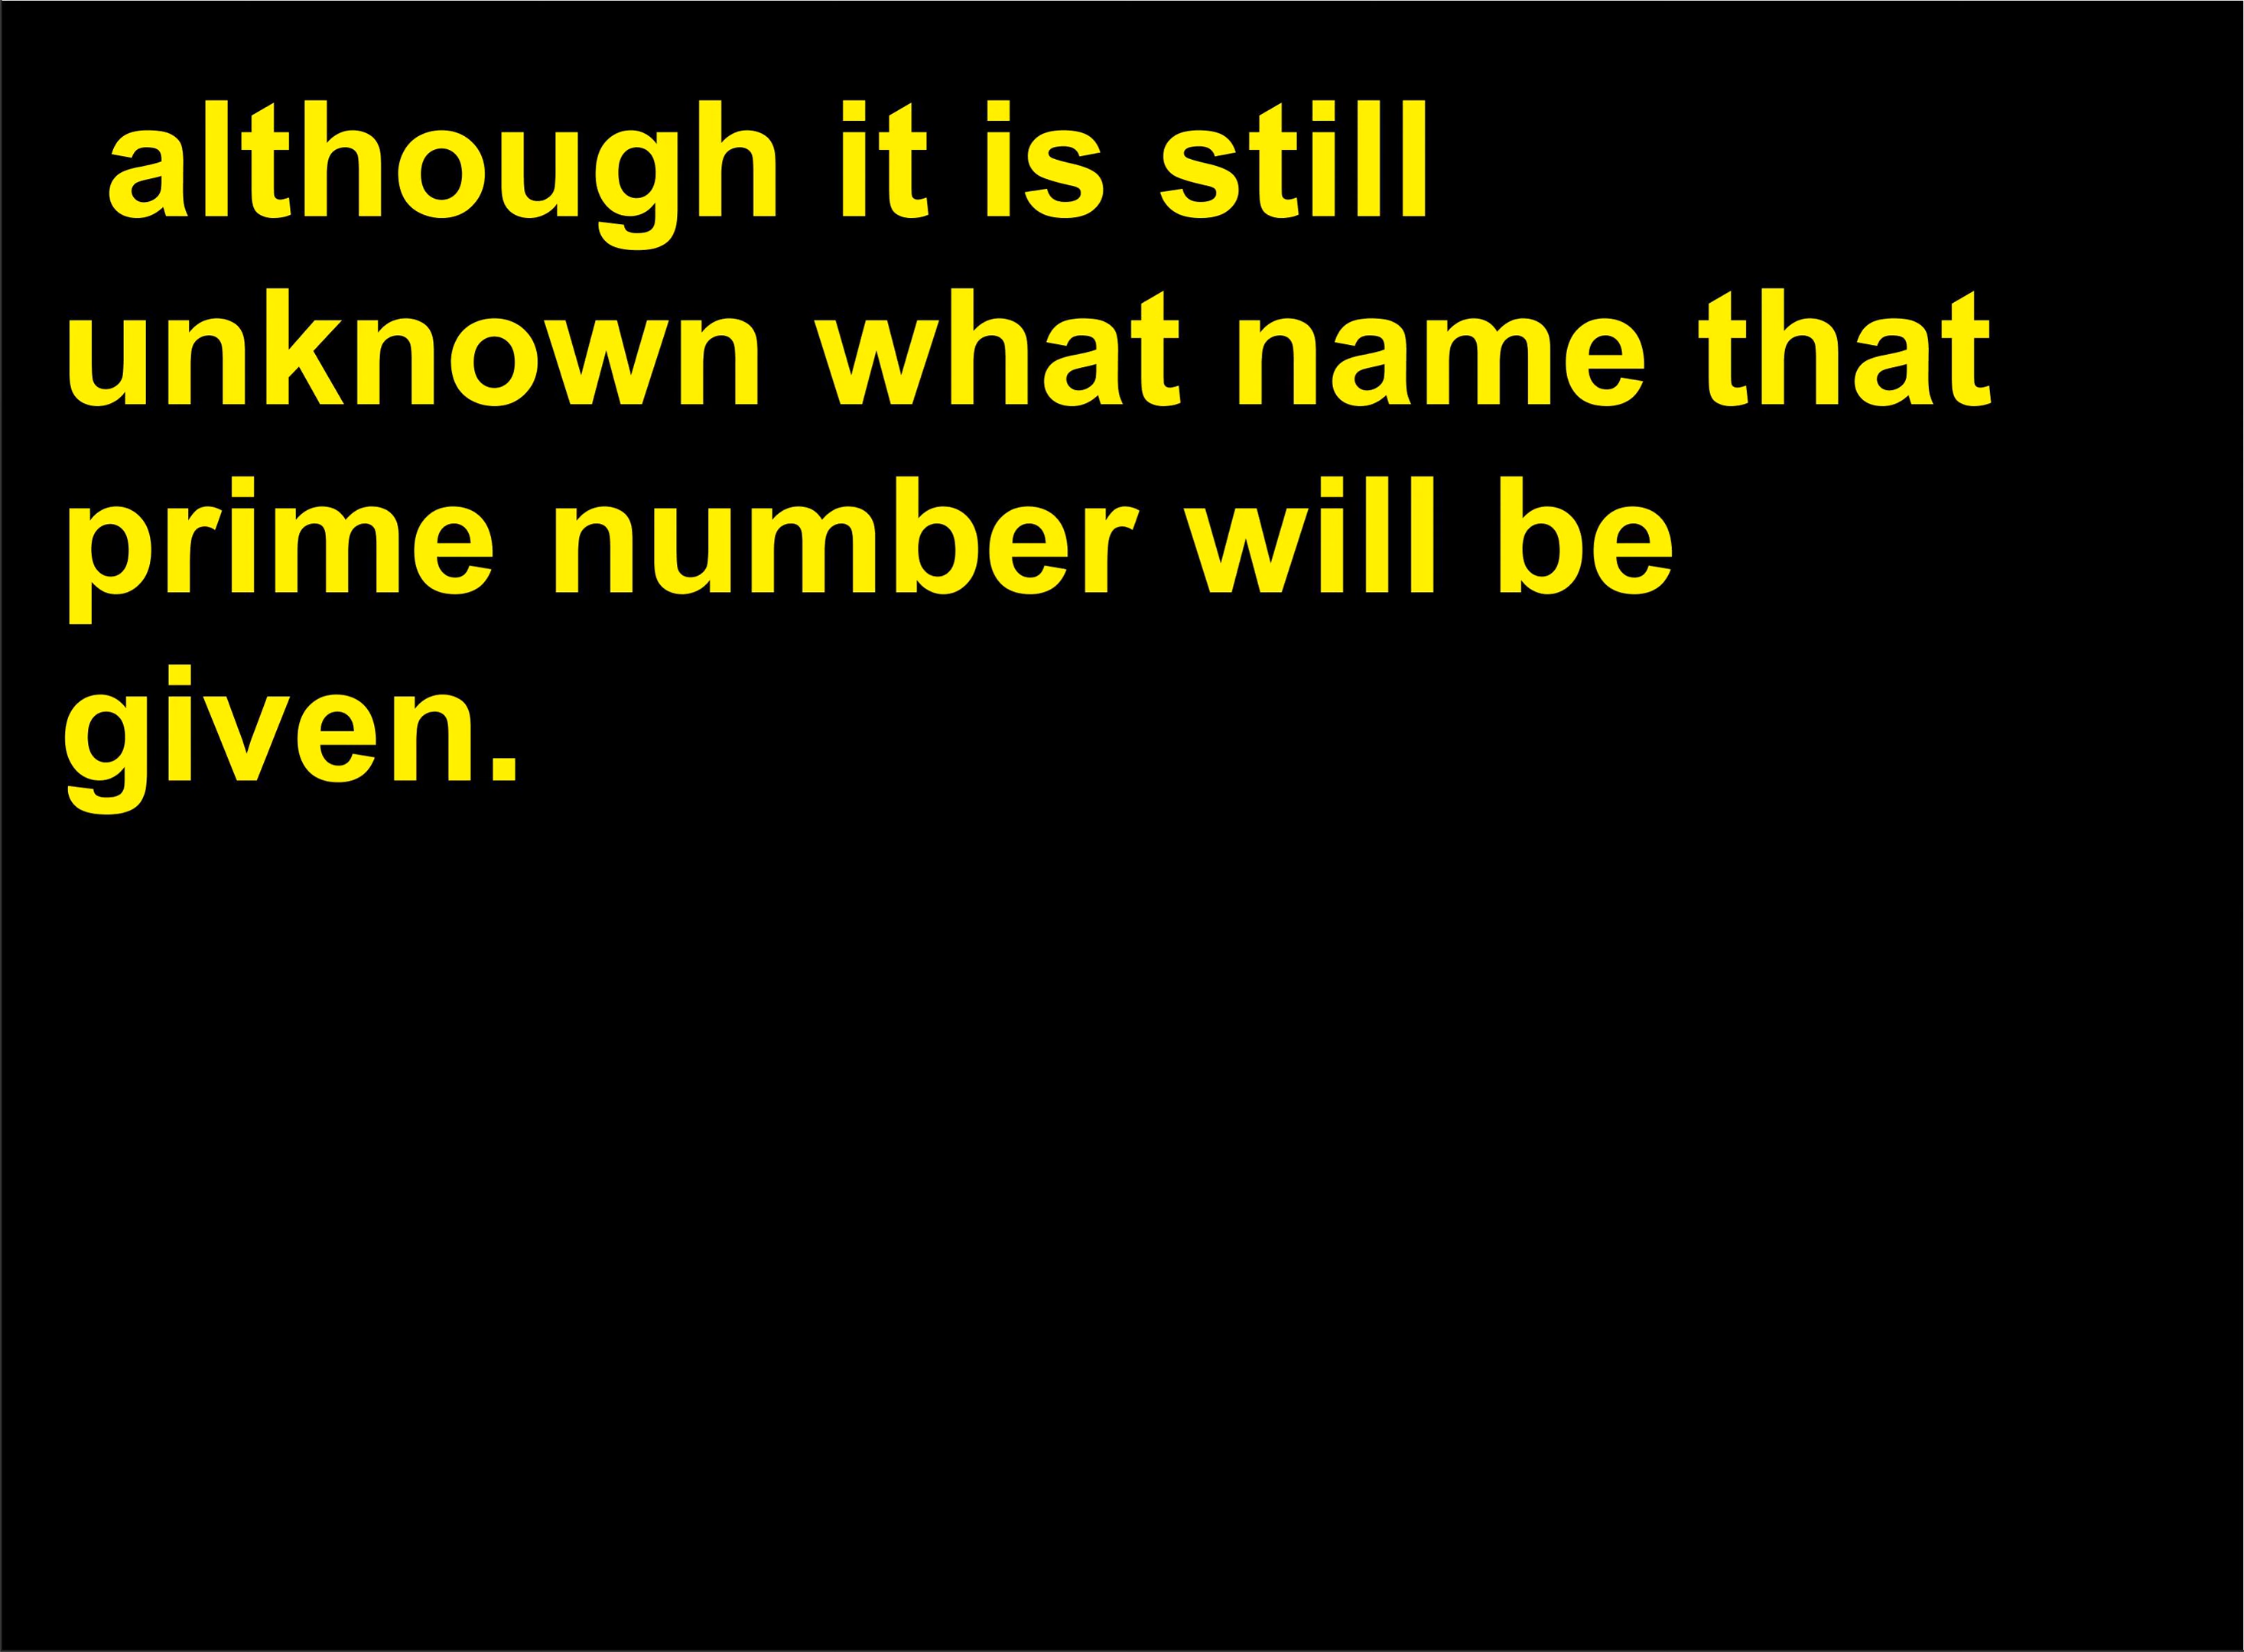 although it is still
unknown what name that
prime number will be
given.